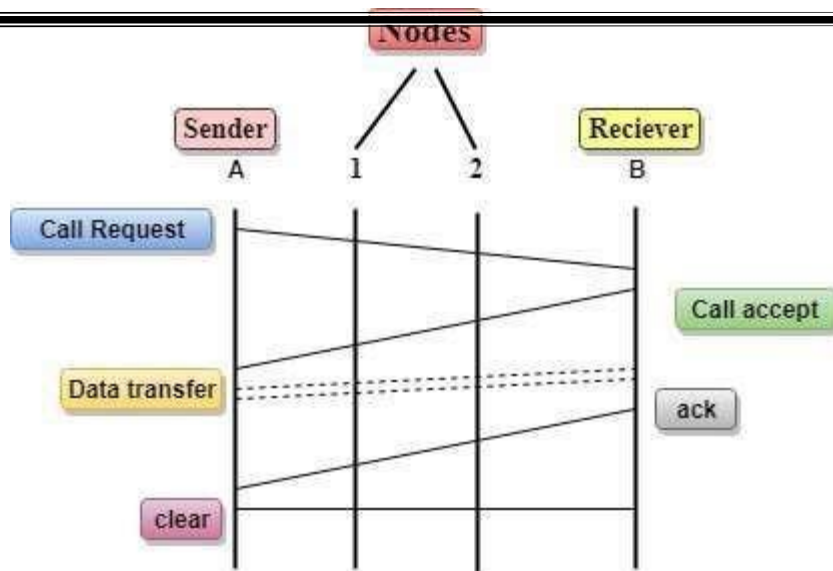 Nodes
Sender
Reciever
A
1
2
B
Call Request
Call accept
Data transfer
ack
clear